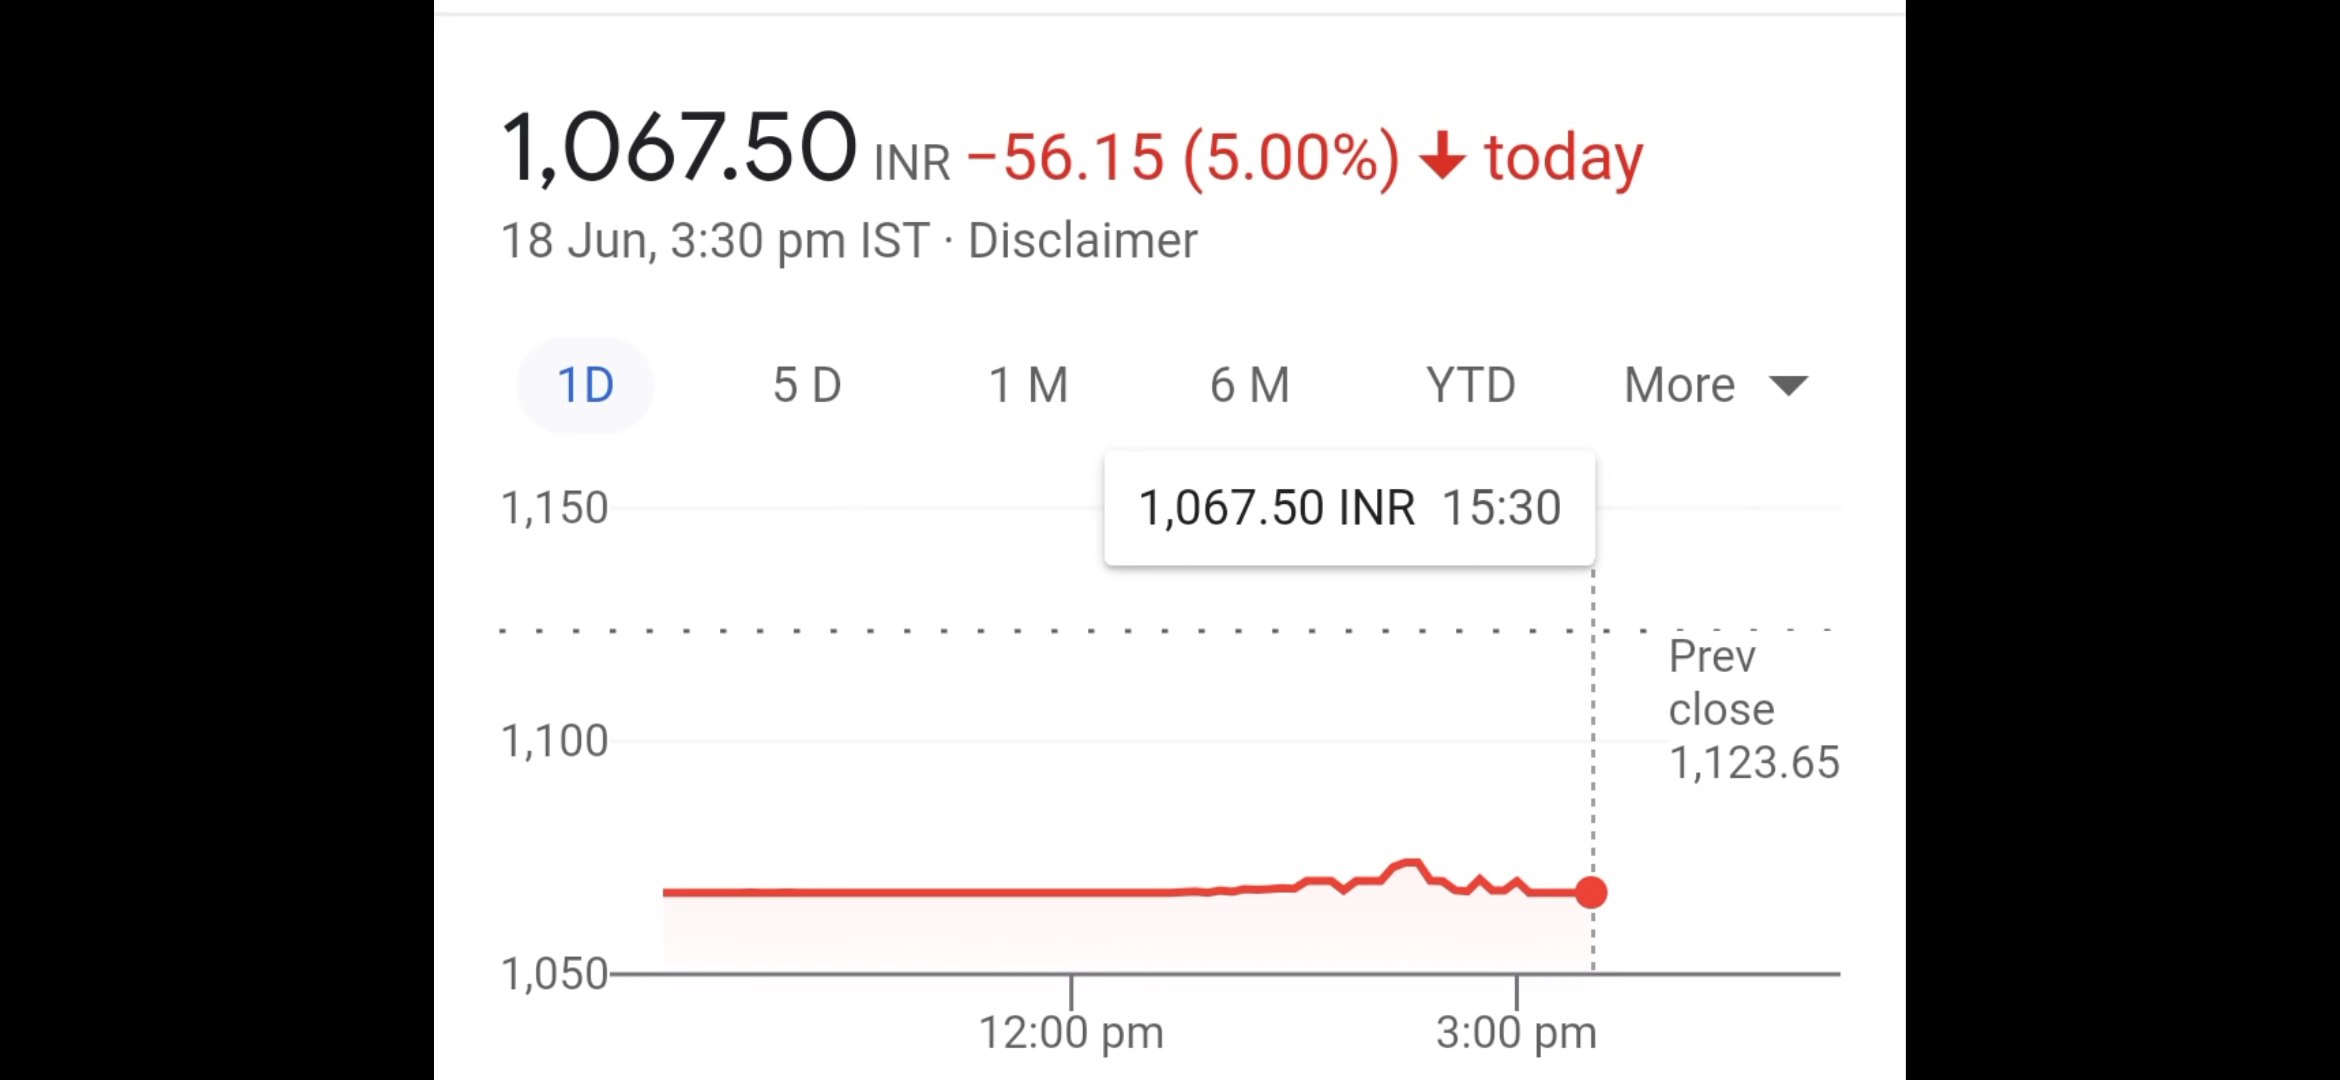 1,067.50 INR −56.15 (5.00%) ↓ today
18 Jun, 3:30 pm IST · Disclaimer
1D 5 D 1 M 6 M YTD More
1,067.50 INR 15:30
1,150
Prev
close
1,123.65
1,100
1,050
12:00 pm 3:00 pm